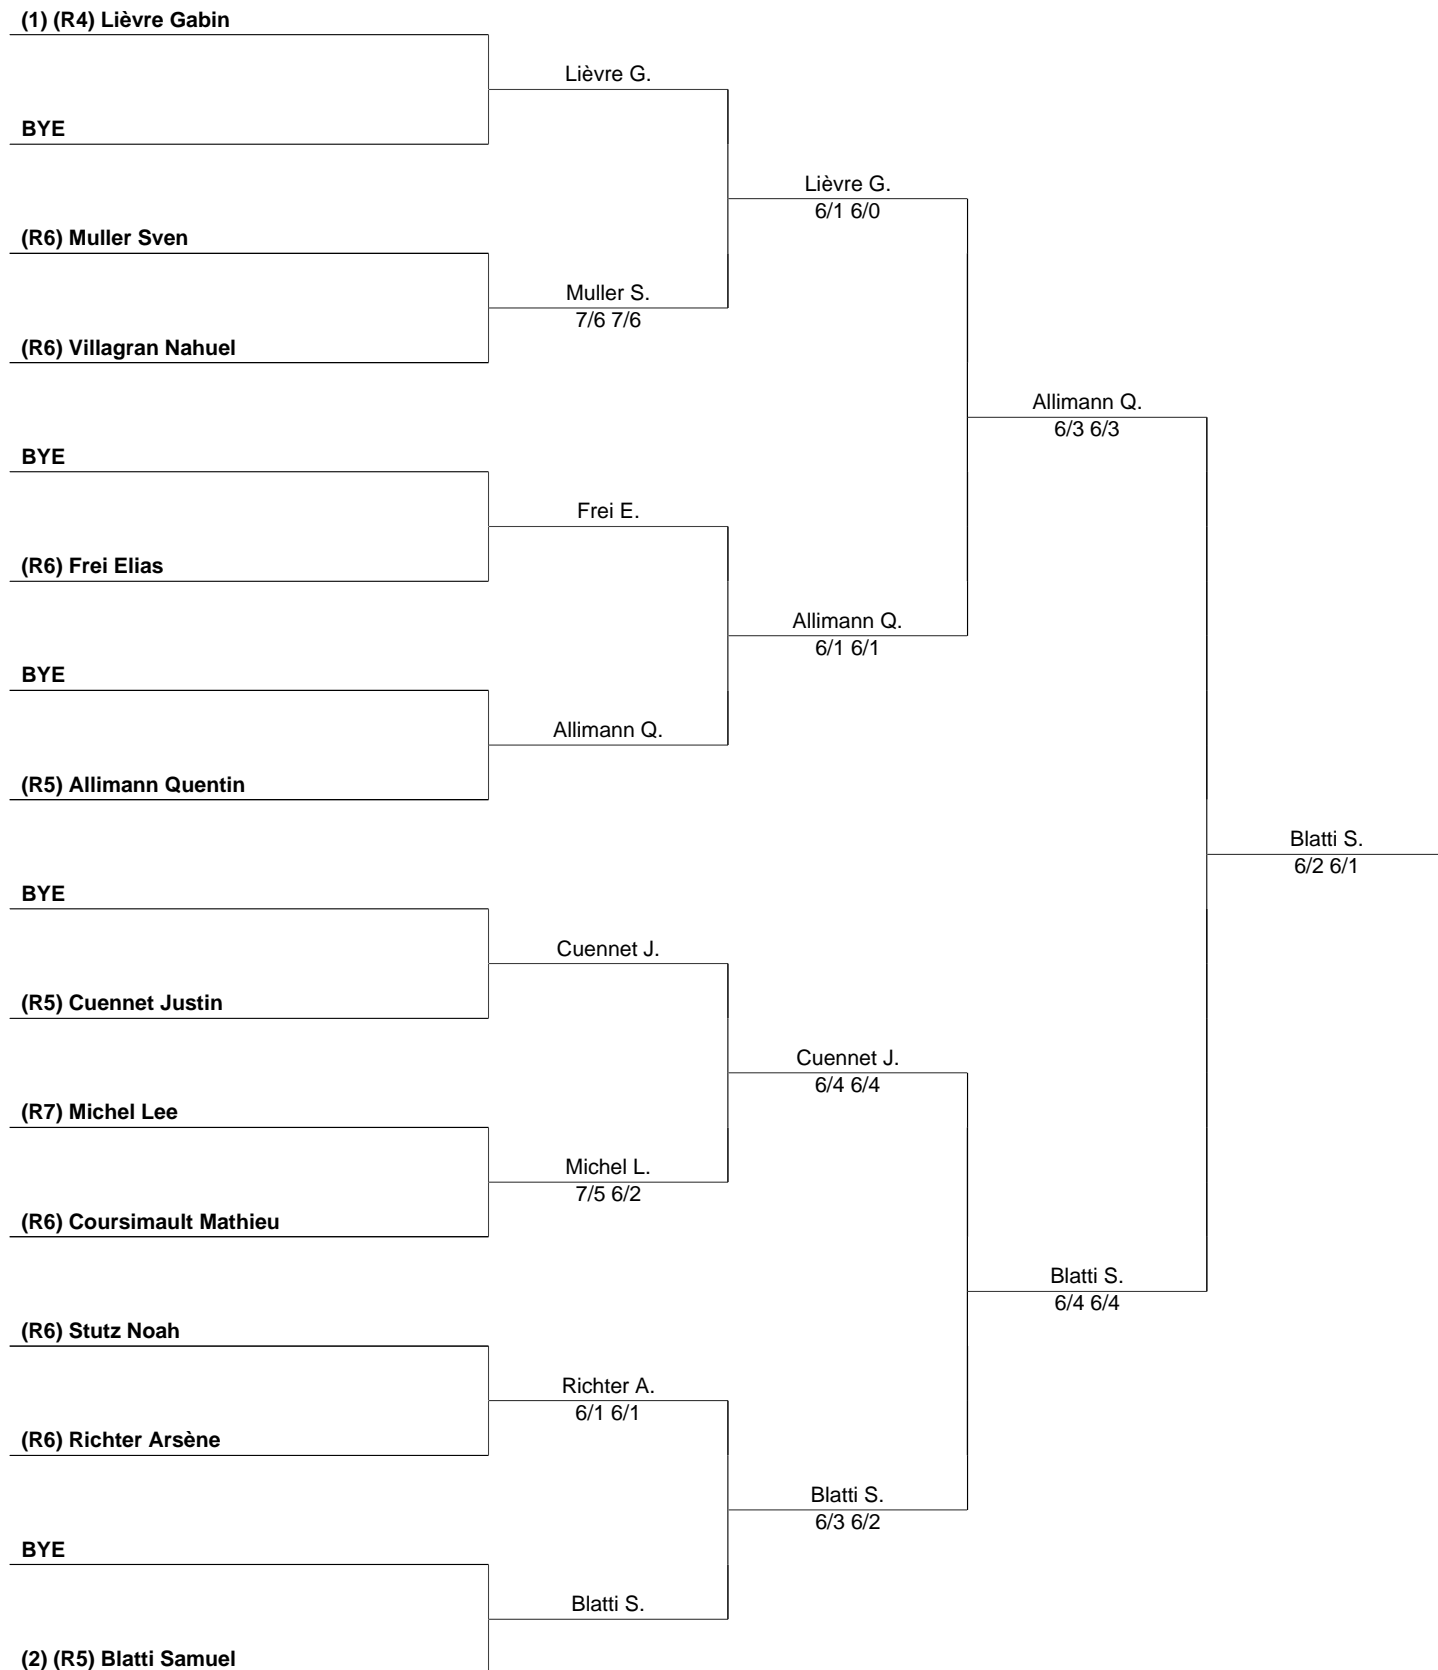 (1) (R4) Lièvre Gabin
Lièvre G.
BYE
Lièvre G.
6/1 6/0
(R6) Muller Sven
Muller S.
7/6 7/6
(R6) Villagran Nahuel
Allimann Q.
6/3 6/3
BYE
Frei E.
(R6) Frei Elias
Allimann Q.
6/1 6/1
BYE
Allimann Q.
(R5) Allimann Quentin
Blatti S.
6/2 6/1
BYE
Cuennet J.
(R5) Cuennet Justin
Cuennet J.
6/4 6/4
(R7) Michel Lee
Michel L.
7/5 6/2
(R6) Coursimault Mathieu
Blatti S.
6/4 6/4
(R6) Stutz Noah
Richter A.
6/1 6/1
(R6) Richter Arsène
Blatti S.
6/3 6/2
BYE
Blatti S.
(2) (R5) Blatti Samuel